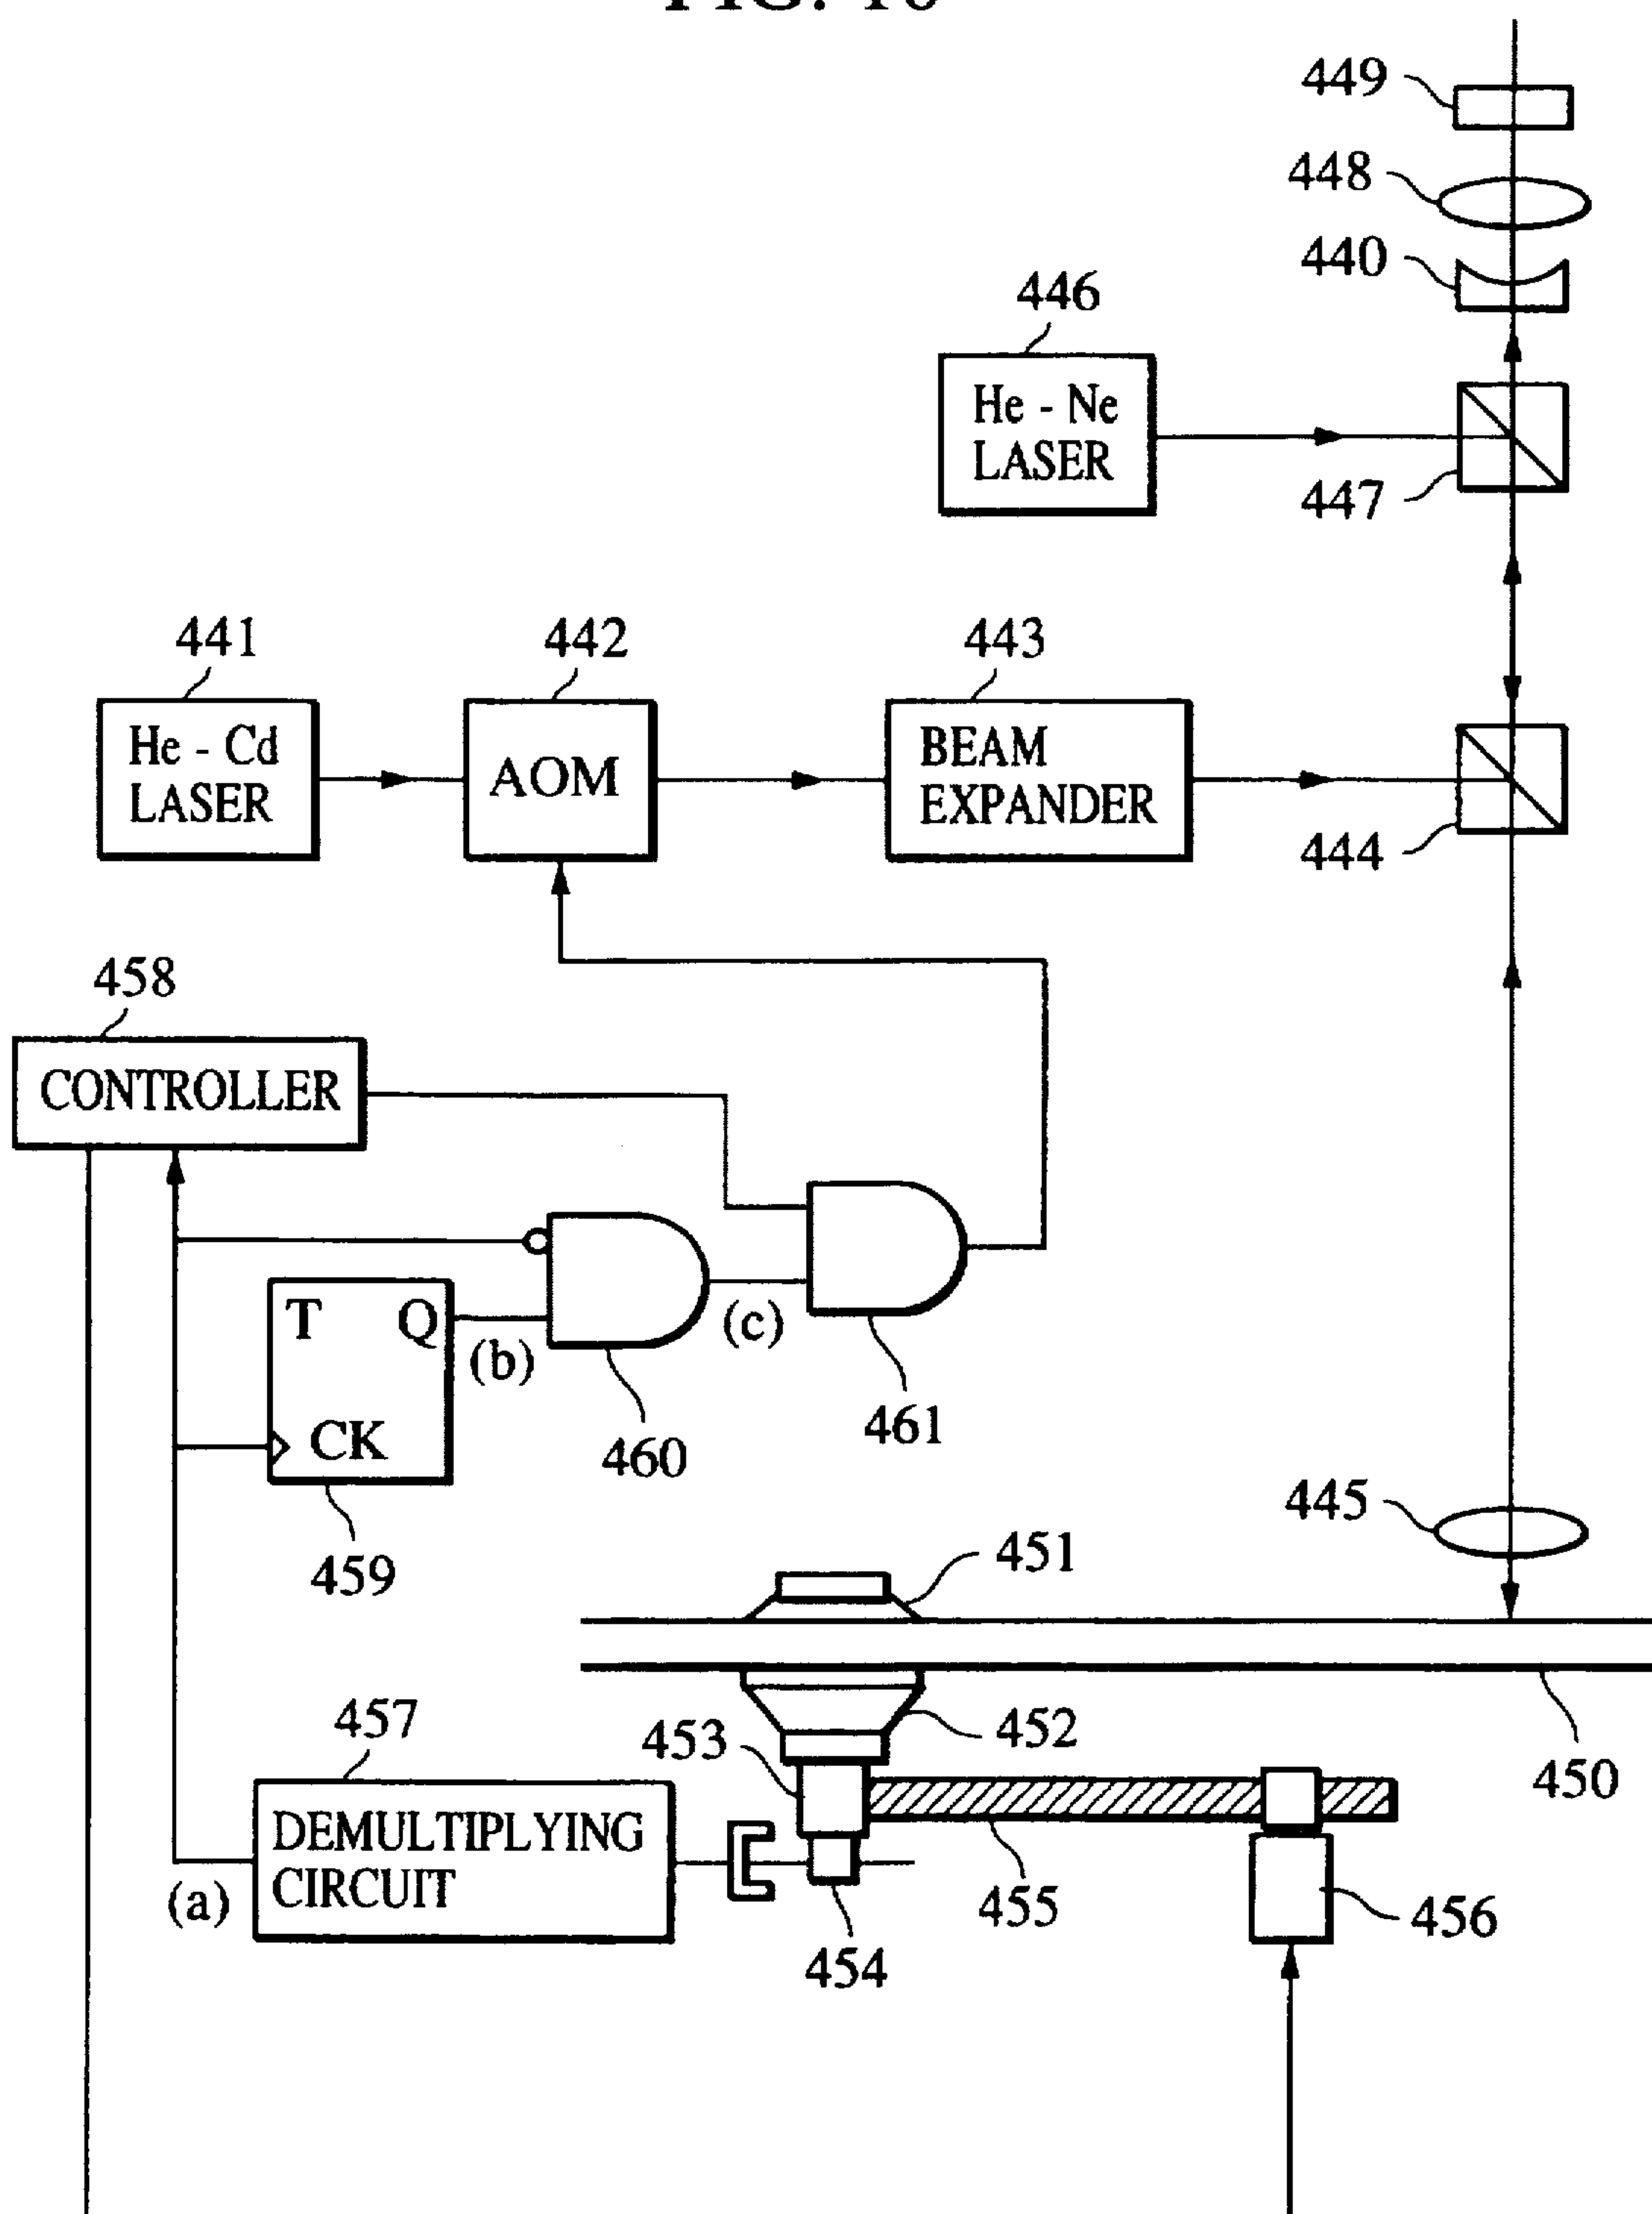 449
448
440
446
He - Ne
LASER
447
441
442
443
He - Cd
LASER
AOM
BEAM
EXPANDER
444
458
CONTROLLER
T Q
(b)
(c)
CK
460
461
459
445
451
457
453
452
450
DEMULTIPLYING
CIRCUIT
(a)
455
456
454